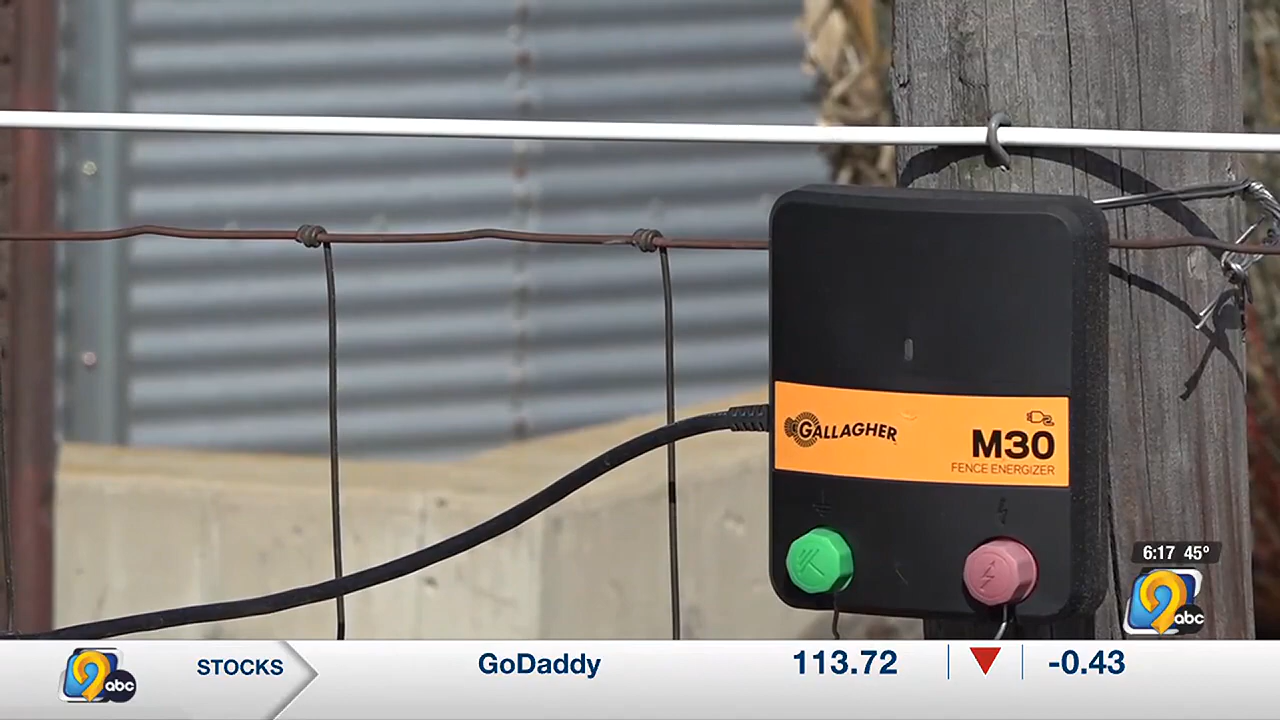 GALLAGHER
M30
FENCE ENERGIZER
6:17 45°
9 abc
9 abc
STOCKS
GoDaddy
113.72
-0.43